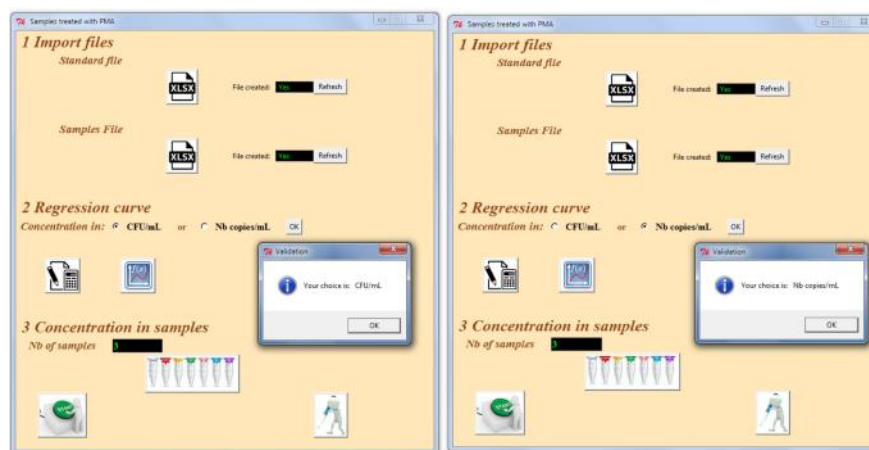 Samples treated with PMA
1 Import files
Standard file
XLSX
File created: Yes Refresh
Samples File
XLSX
File created: Yes Refresh
2 Regression curve
Concentration in: CFU/mL or Nb copies/mL OK
Validation
Your choice is: CFU/mL
OK
3 Concentration in samples
Nb of samples 3
START
Samples treated with PMA
1 Import files
Standard file
XLSX
File created: Yes Refresh
Samples File
XLSX
File created: Yes Refresh
2 Regression curve
Concentration in: CFU/mL or Nb copies/mL OK
Validation
Your choice is: Nb copies/mL
OK
3 Concentration in samples
Nb of samples 3
START